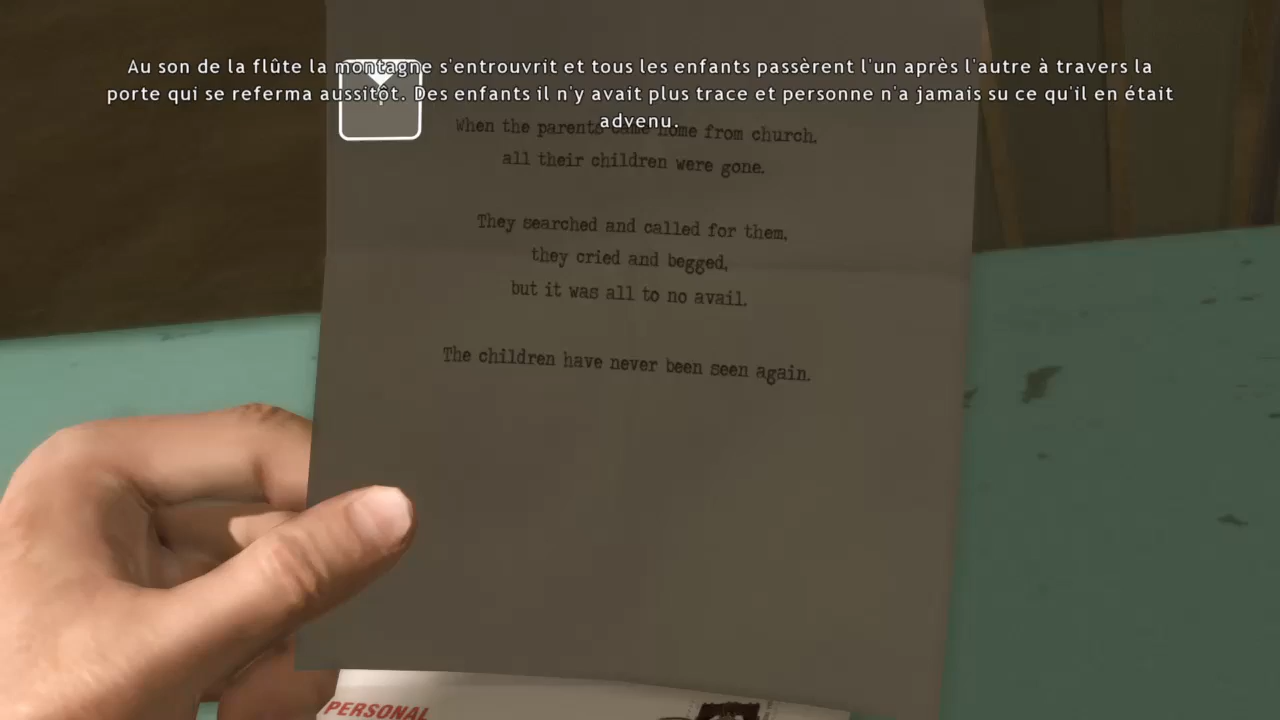 Au son de la flûte la montagne s'entrouvrit et tous les enfants passèrent l'un après l'autre à travers la
porte qui se referma aussitôt. Des enfants il n'y avait plus trace et personne n'a jamais su ce qu'il en était
advenu.
When the parents came home from church,
all their children were gone.
They searched and called for them,
they cried and begged,
but it was all to no avail.
The children have never been seen again.
PERSONAL